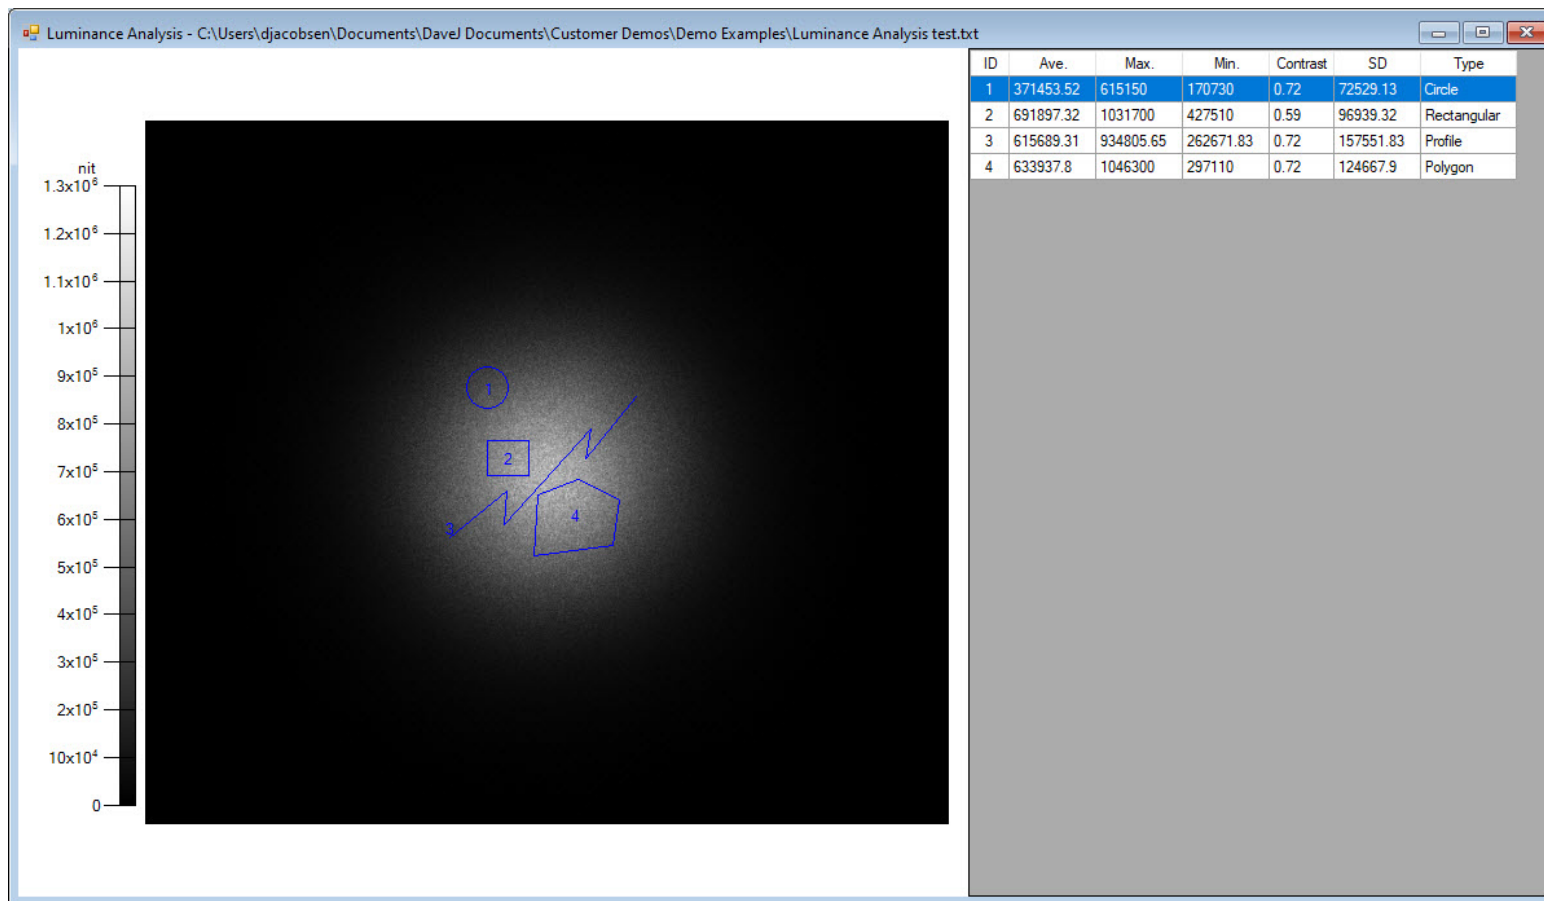 Luminance Analysis - C:\Users\djacobsen\Documents\DaveJ Documents\Customer Demos\Demo Examples\Luminance Analysis test.txt
nit
1.3x10⁶
1.2x10⁶
1.1x10⁶
1x10⁶
9x10⁵
8x10⁵
7x10⁵
6x10⁵
5x10⁵
4x10⁵
3x10⁵
2x10⁵
10x10⁴
0
1
2
3
4
ID Ave. Max. Min. Contrast SD Type
1 371453.52 615150 170730 0.72 72529.13 Circle
2 691897.32 1031700 427510 0.59 96939.32 Rectangular
3 615689.31 934805.65 262671.83 0.72 157551.83 Profile
4 633937.8 1046300 297110 0.72 124667.9 Polygon